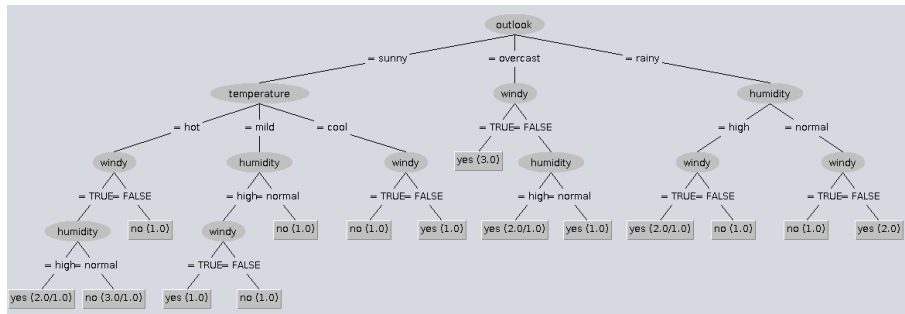 outlook
= sunny = overcast = rainy
temperature windy humidity
= hot = mild = cool = TRUE = FALSE = high = normal
windy humidity windy yes (3.0) humidity windy windy
= TRUE = FALSE = high = normal = TRUE = FALSE = high = normal = TRUE = FALSE = TRUE = FALSE
humidity no (1.0) windy no (1.0) no (1.0) yes (1.0) yes (2.0/1.0) yes (1.0) yes (2.0/1.0) no (1.0) no (1.0) yes (2.0)
= high = normal = TRUE = FALSE
yes (2.0/1.0) no (3.0/1.0) yes (1.0) no (1.0)